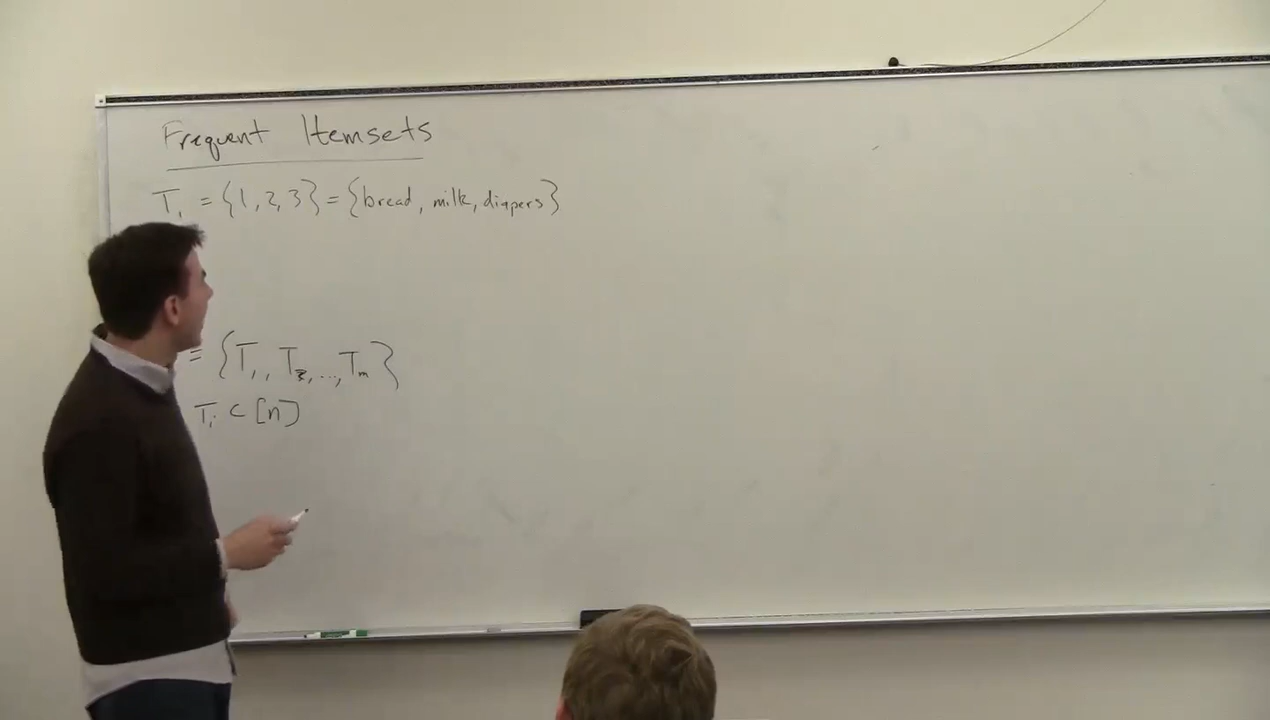 Frequent Itemsets
T₁ = {1, 2, 3} = {bread, milk, diapers}
= {T₁, T₂, ..., Tₘ}
Tᵢ ⊂ [n]